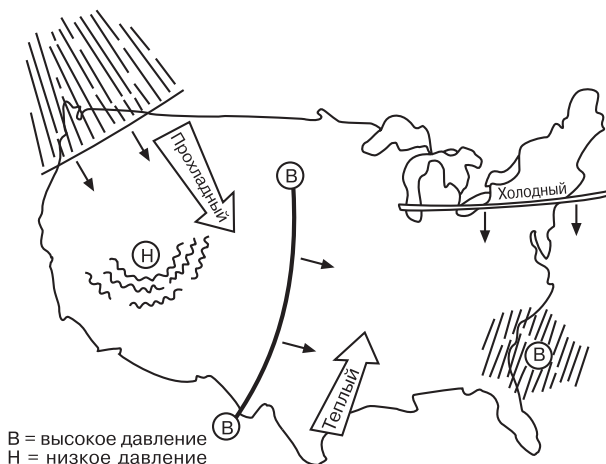 Прохладный
В
Холодный
Н
В
Теплый
В
В = высокое давление
Н = низкое давление